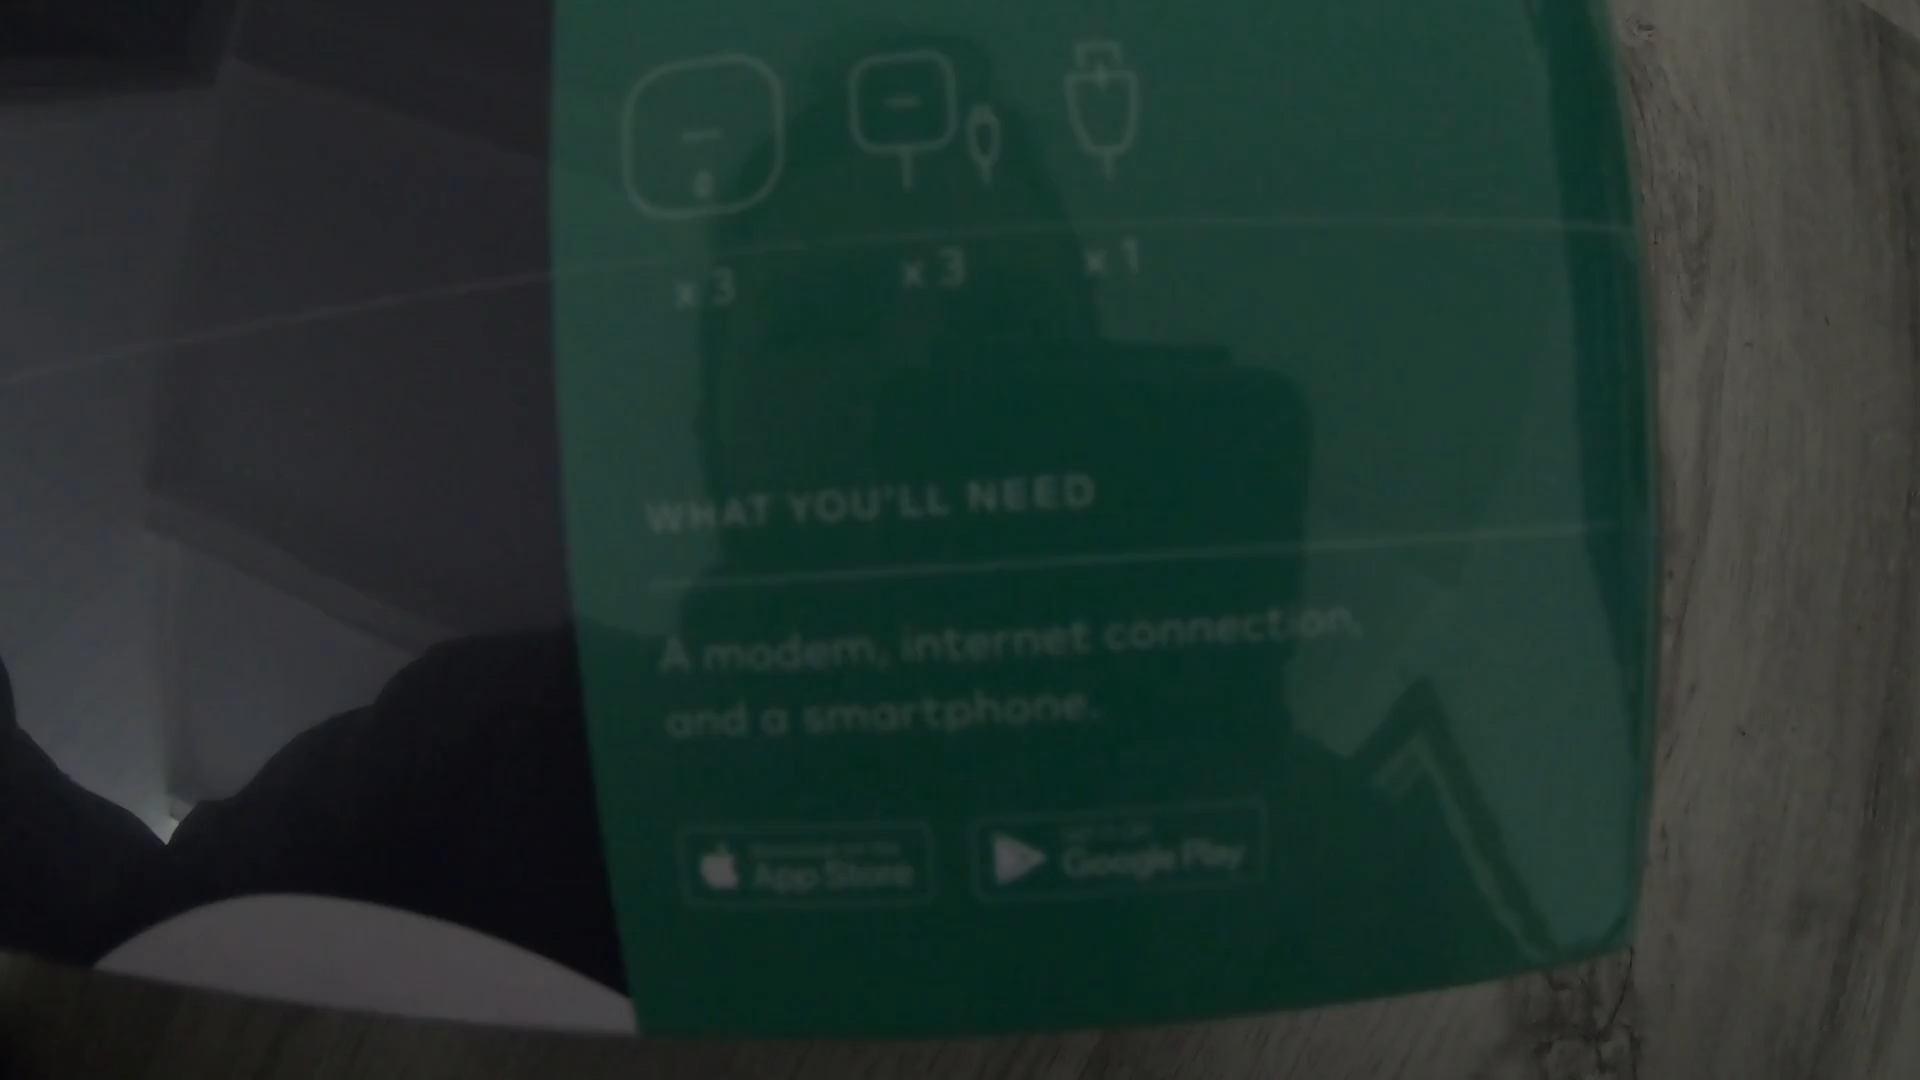 x 3 x 3 x 1
WHAT YOU'LL NEED
A modem, internet connection,
and a smartphone.
App Store Google Play